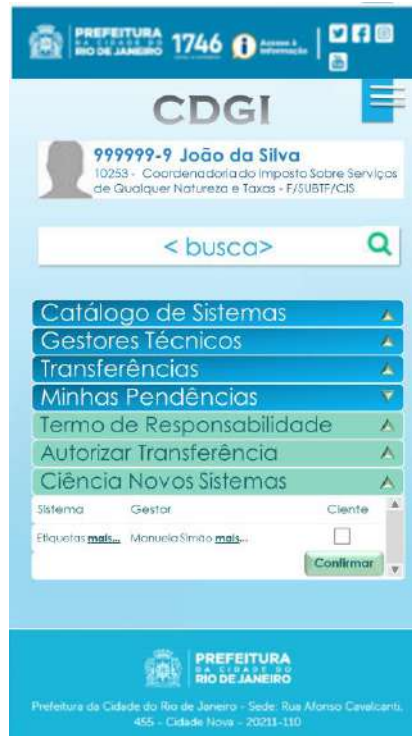 PREFEITURA
DA CIDADE DO
RIO DE JANEIRO
1746
Acesso à
Informação
CDGI
999999-9 João da Silva
10253 - Coordenadoria do Imposto Sobre Serviços
de Qualquer Natureza e Taxas - F/SUBTF/CIS
< busca>
Catálogo de Sistemas
Gestores Técnicos
Transferências
Minhas Pendências
Termo de Responsabilidade
Autorizar Transferência
Ciência Novos Sistemas
Sistema Gestor Ciente
Etiquetas mais... Manuela Simão mais...
Confirmar
PREFEITURA
DA CIDADE DO
RIO DE JANEIRO
Prefeitura da Cidade do Rio de Janeiro - Sede: Rua Afonso Cavalcanti,
455 - Cidade Nova - 20211-110